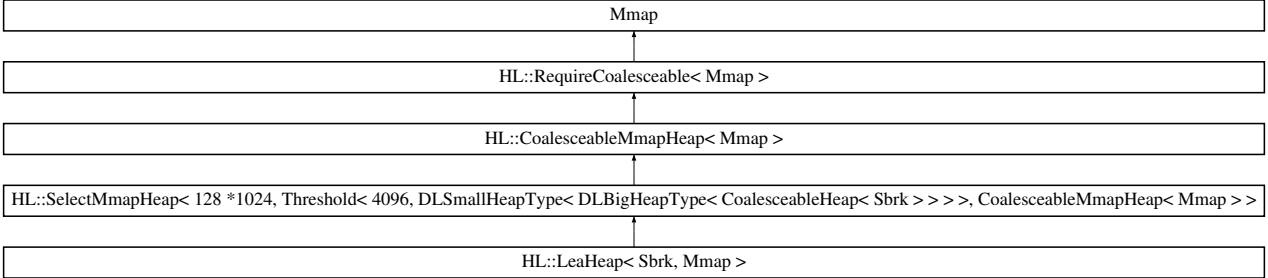 Mmap
HL::RequireCoalesceable< Mmap >
HL::CoalesceableMmapHeap< Mmap >
HL::SelectMmapHeap< 128 *1024, Threshold< 4096, DLSmallHeapType< DLBigHeapType< CoalesceableHeap< Sbrk > > > >, CoalesceableMmapHeap< Mmap > >
HL::LeaHeap< Sbrk, Mmap >